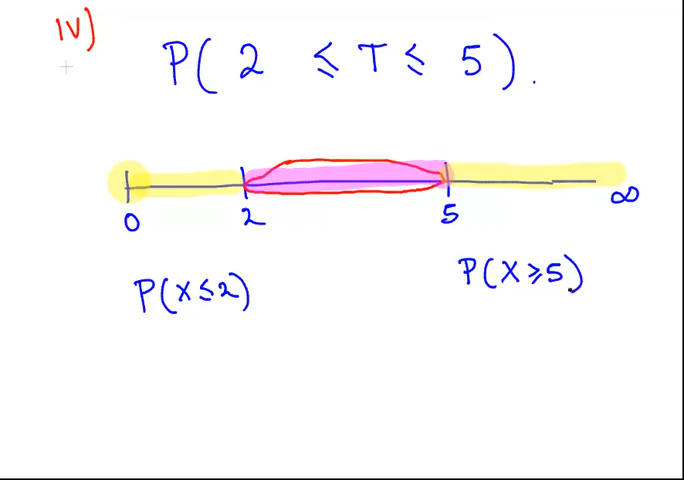 IV)
P( 2 ≤ T ≤ 5 ).
0 2 5 ∞
P(X≤2) P(X≥5)